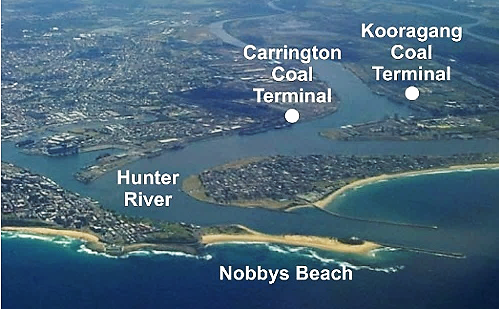 Kooragang
Coal
Terminal
Carrington
Coal
Terminal
Hunter
River
Nobbys Beach